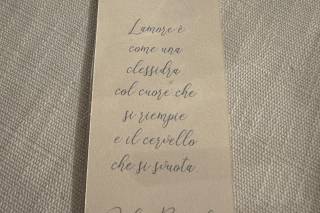 L'amore è
come una
clessidra
col cuore che
si riempie
e il cervello
che si svuota